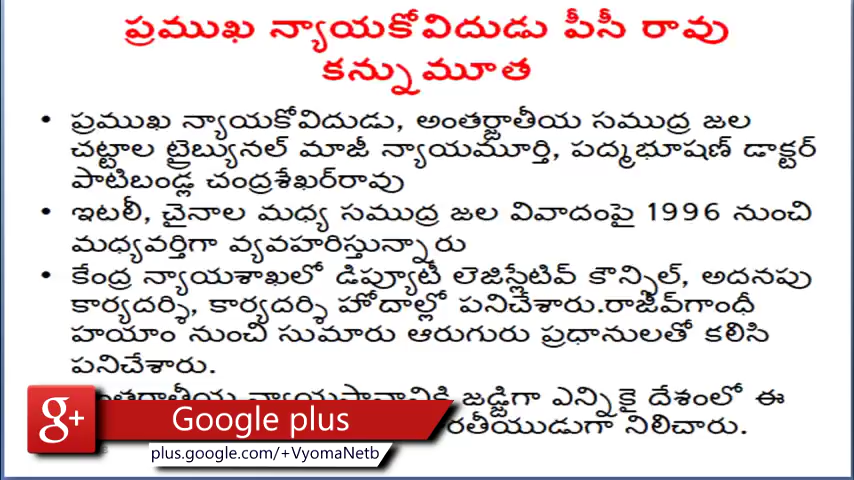 ప్రముఖ న్యాయకోవిదుడు పీసీ రావు
కన్నుమూత
• ప్రముఖ న్యాయకోవిదుడు, అంతర్జాతీయ సముద్ర జల
చట్టాల ట్రైబ్యునల్ మాజీ న్యాయమూర్తి, పద్మభూషణ్ డాక్టర్
పాటిబండ్ల చంద్రశేఖర్‌రావు
• ఇటలీ, చైనాల మధ్య సముద్ర జల వివాదంపై 1996 నుంచి
మధ్యవర్తిగా వ్యవహరిస్తున్నారు
• కేంద్ర న్యాయశాఖలో డిప్యూటీ లెజిస్లేటివ్ కౌన్సిల్, అదనపు
కార్యదర్శి, కార్యదర్శి హోదాల్లో పనిచేశారు.రాజీవ్‌గాంధీ
హయాం నుంచి సుమారు ఆరుగురు ప్రధానులతో కలిసి
పనిచేశారు.
జడ్జిగా ఎన్నికై దేశంలో ఈ
నిలిచారు.
g+ Google plus
plus.google.com/+VyomaNetb